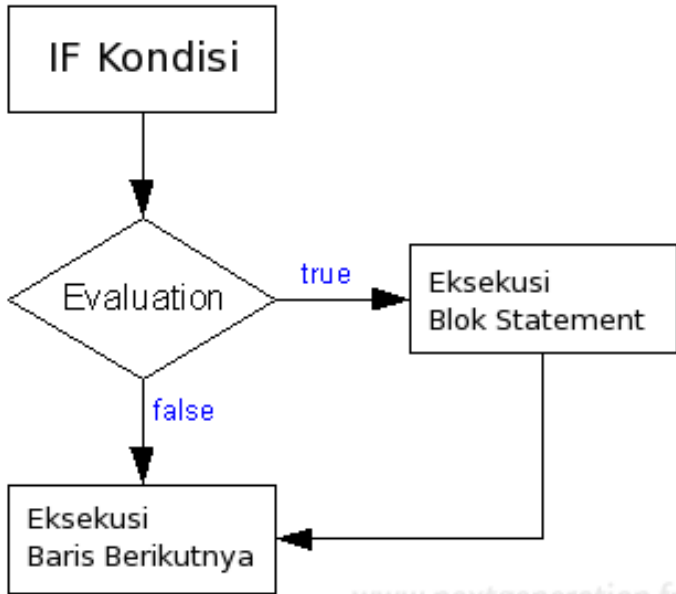 IF Kondisi
Evaluation
true
Eksekusi
Blok Statement
false
Eksekusi
Baris Berikutnya